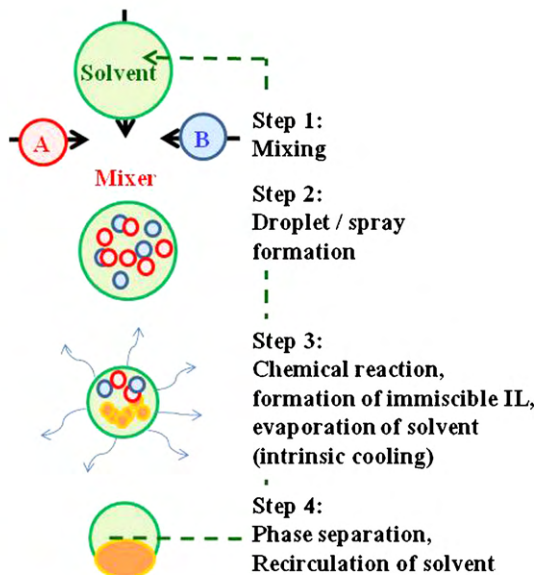 Solvent
A
B
Mixer
Step 1:
Mixing
Step 2:
Droplet / spray
formation
Step 3:
Chemical reaction,
formation of immiscible IL,
evaporation of solvent
(intrinsic cooling)
Step 4:
Phase separation,
Recirculation of solvent